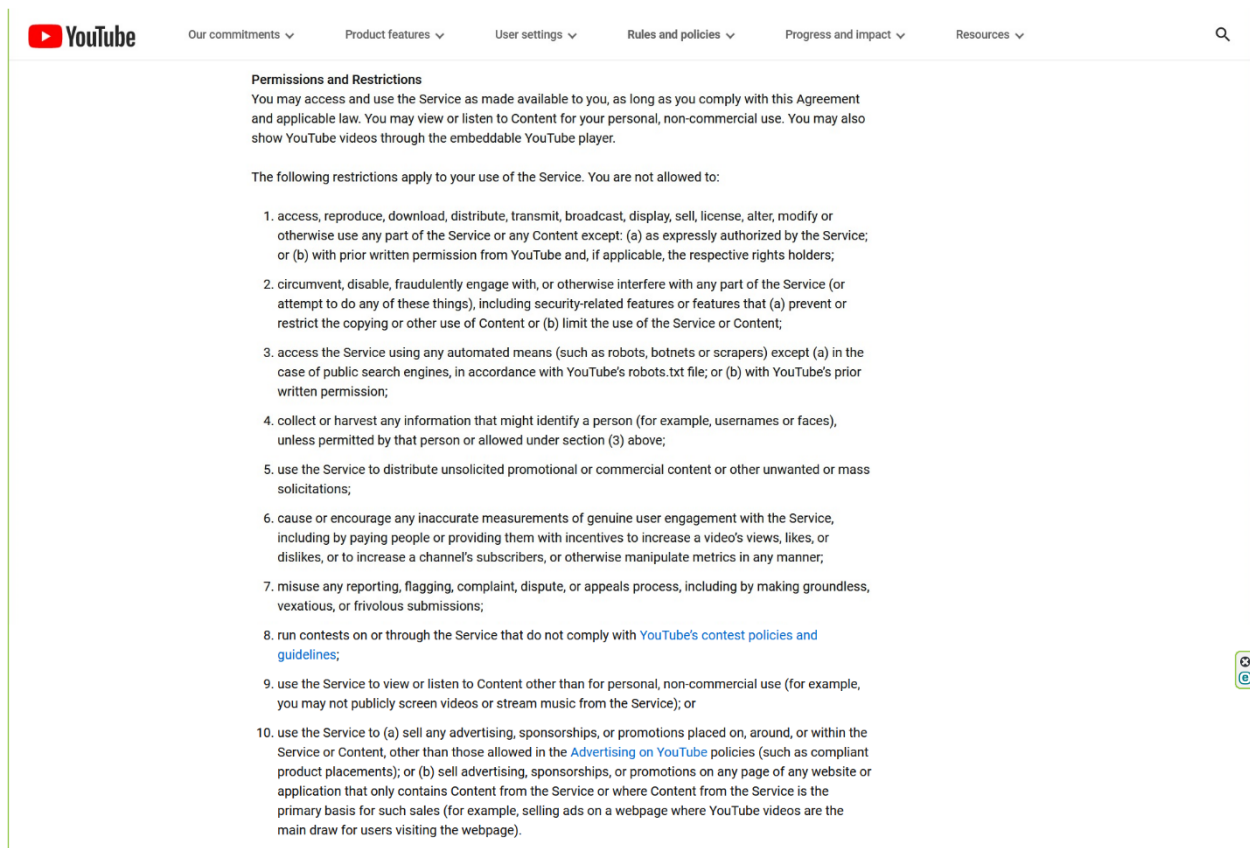 YouTube
Our commitments
Product features
User settings
Rules and policies
Progress and impact
Resources
Permissions and Restrictions
You may access and use the Service as made available to you, as long as you comply with this Agreement
and applicable law. You may view or listen to Content for your personal, non-commercial use. You may also
show YouTube videos through the embeddable YouTube player.
The following restrictions apply to your use of the Service. You are not allowed to:
1. access, reproduce, download, distribute, transmit, broadcast, display, sell, license, alter, modify or
otherwise use any part of the Service or any Content except: (a) as expressly authorized by the Service;
or (b) with prior written permission from YouTube and, if applicable, the respective rights holders;
2. circumvent, disable, fraudulently engage with, or otherwise interfere with any part of the Service (or
attempt to do any of these things), including security-related features or features that (a) prevent or
restrict the copying or other use of Content or (b) limit the use of the Service or Content;
3. access the Service using any automated means (such as robots, botnets or scrapers) except (a) in the
case of public search engines, in accordance with YouTube’s robots.txt file; or (b) with YouTube’s prior
written permission;
4. collect or harvest any information that might identify a person (for example, usernames or faces),
unless permitted by that person or allowed under section (3) above;
5. use the Service to distribute unsolicited promotional or commercial content or other unwanted or mass
solicitations;
6. cause or encourage any inaccurate measurements of genuine user engagement with the Service,
including by paying people or providing them with incentives to increase a video’s views, likes, or
dislikes, or to increase a channel’s subscribers, or otherwise manipulate metrics in any manner;
7. misuse any reporting, flagging, complaint, dispute, or appeals process, including by making groundless,
vexatious, or frivolous submissions;
8. run contests on or through the Service that do not comply with YouTube’s contest policies and
guidelines;
9. use the Service to view or listen to Content other than for personal, non-commercial use (for example,
you may not publicly screen videos or stream music from the Service); or
10. use the Service to (a) sell any advertising, sponsorships, or promotions placed on, around, or within the
Service or Content, other than those allowed in the Advertising on YouTube policies (such as compliant
product placements); or (b) sell advertising, sponsorships, or promotions on any page of any website or
application that only contains Content from the Service or where Content from the Service is the
primary basis for such sales (for example, selling ads on a webpage where YouTube videos are the
main draw for users visiting the webpage).